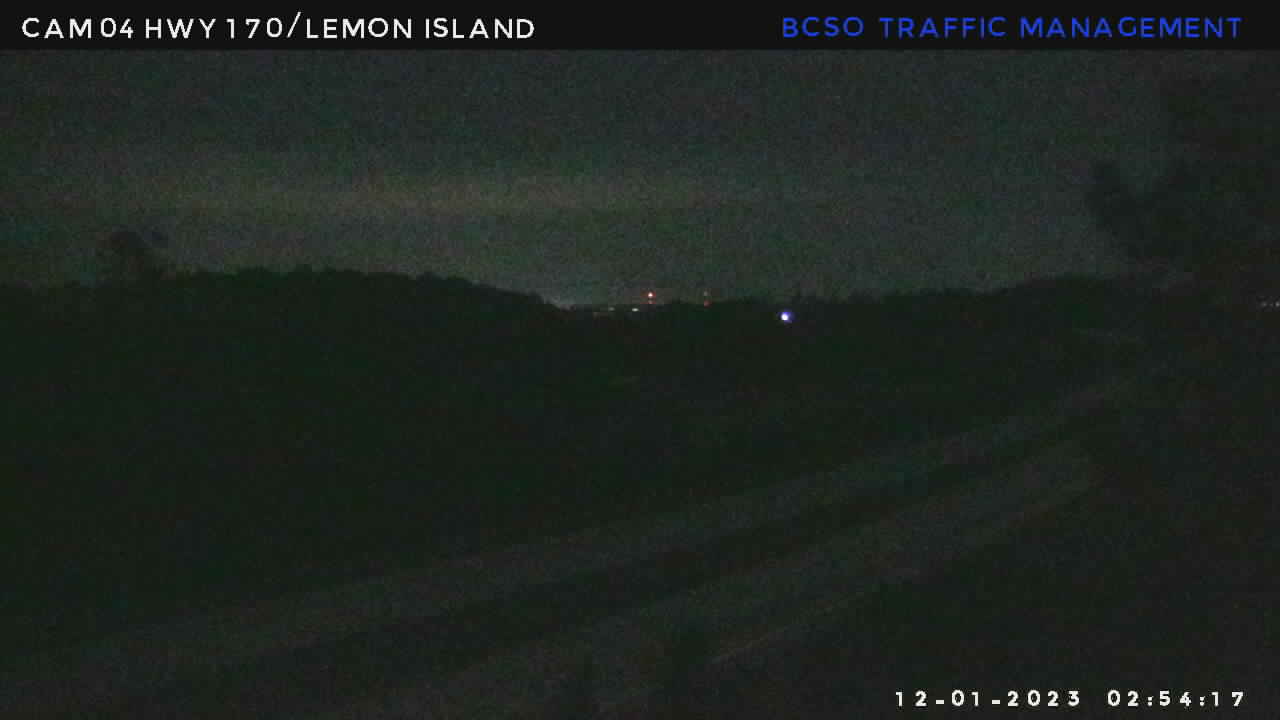 CAM04 HWY 170/LEMON ISLAND
BCSO TRAFFIC MANAGEMENT
12-01-2023 02:54:17